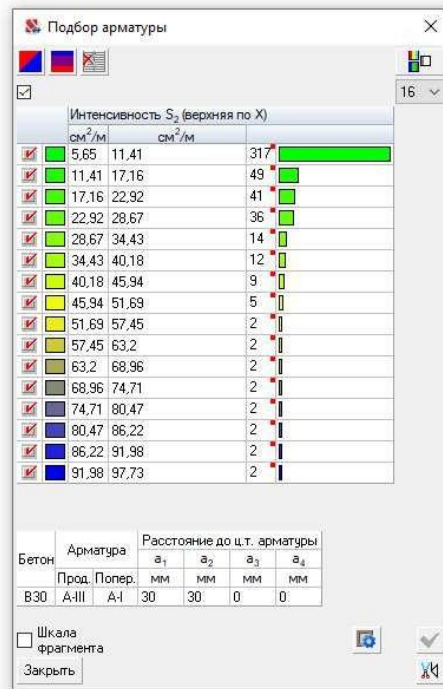 Подбор арматуры
16
Интенсивность S₂ (верхняя по X)
см²/м см²/м
5,65 11,41 317
11,41 17,16 49
17,16 22,92 41
22,92 28,67 36
28,67 34,43 14
34,43 40,18 12
40,18 45,94 9
45,94 51,69 5
51,69 57,45 2
57,45 63,2 2
63,2 68,96 2
68,96 74,71 2
74,71 80,47 2
80,47 86,22 2
86,22 91,98 2
91,98 97,73 2
Бетон Арматура Расстояние до ц.т. арматуры
Прод. Попер. a₁ a₂ a₃ a₄
мм мм мм мм
B30 A-III A-I 30 30 0 0
Шкала
фрагмента
Закрыть